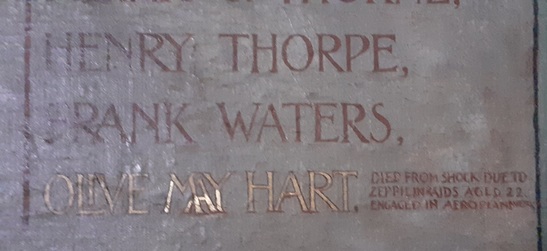 THORNE,
HENRY THORPE,
FRANK WATERS,
OLIVE MAY HART, DIED FROM SHOCK DUE TO
ZEPPELIN RAIDS AGED 22
ENGAGED IN AEROPLANE